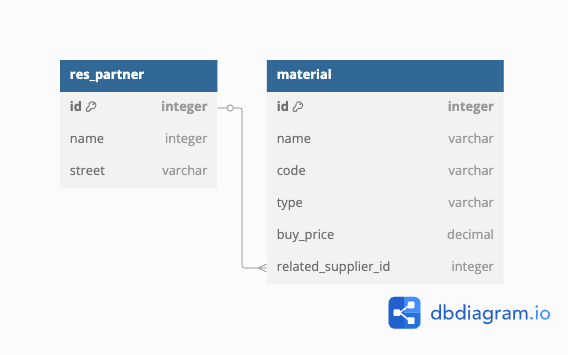 res_partner
id integer
name integer
street varchar
material
id integer
name varchar
code varchar
type varchar
buy_price decimal
related_supplier_id integer
dbdiagram.io